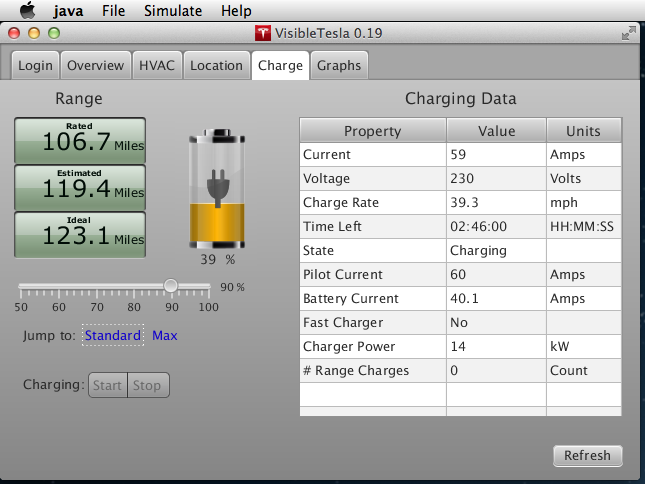 java File Simulate Help
VisibleTesla 0.19
Login Overview HVAC Location Charge Graphs
Range
Rated
106.7 Miles
Estimated
119.4 Miles
Ideal
123.1 Miles
39 %
90 %
50 60 70 80 90 100
Jump to: Standard Max
Charging: Start Stop
Charging Data
Property Value Units
Current 59 Amps
Voltage 230 Volts
Charge Rate 39.3 mph
Time Left 02:46:00 HH:MM:SS
State Charging
Pilot Current 60 Amps
Battery Current 40.1 Amps
Fast Charger No
Charger Power 14 kW
# Range Charges 0 Count
Refresh